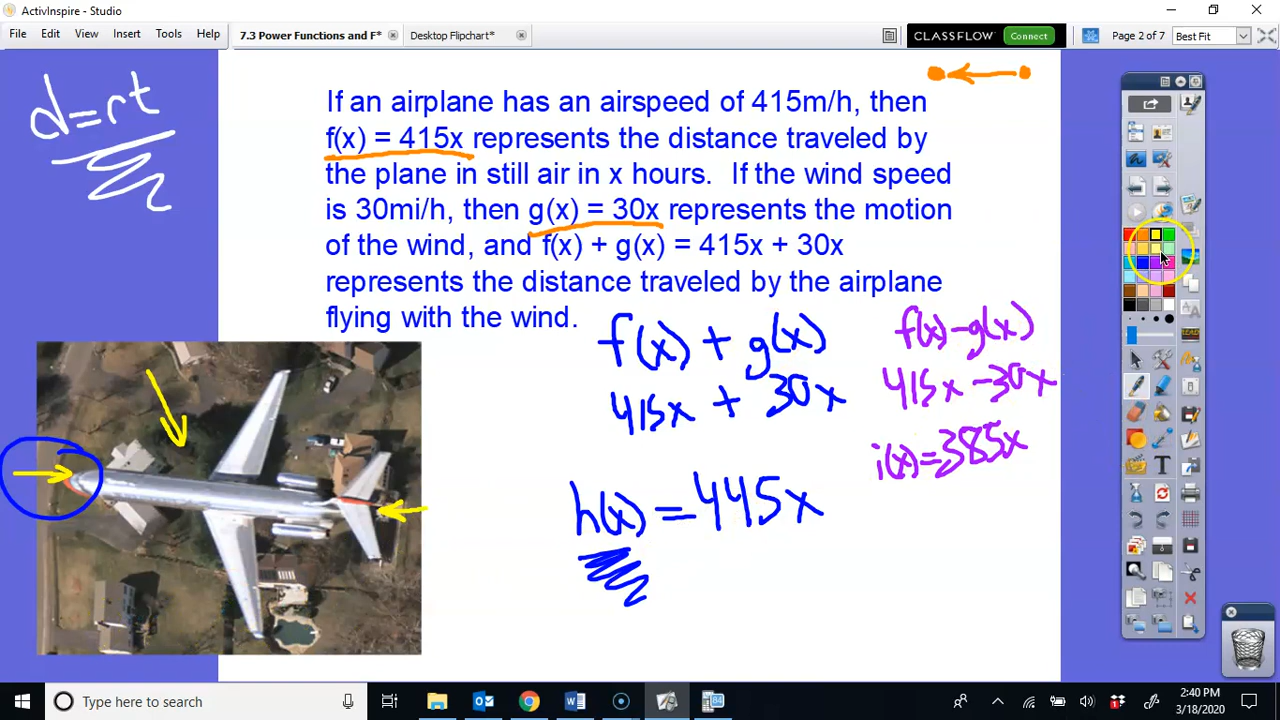 ActivInspire - Studio
File Edit View Insert Tools Help 7.3 Power Functions and F* Desktop Flipchart* CLASSFLOW Connect Page 2 of 7 Best Fit
d=rt
If an airplane has an airspeed of 415m/h, then
f(x) = 415x represents the distance traveled by
the plane in still air in x hours. If the wind speed
is 30mi/h, then g(x) = 30x represents the motion
of the wind, and f(x) + g(x) = 415x + 30x
represents the distance traveled by the airplane
flying with the wind.
f(x) + g(x)
415x + 30x
h(x) = 445x
f(x)-g(x)
415x -30x
i(x)=385x
Type here to search
2:40 PM
3/18/2020